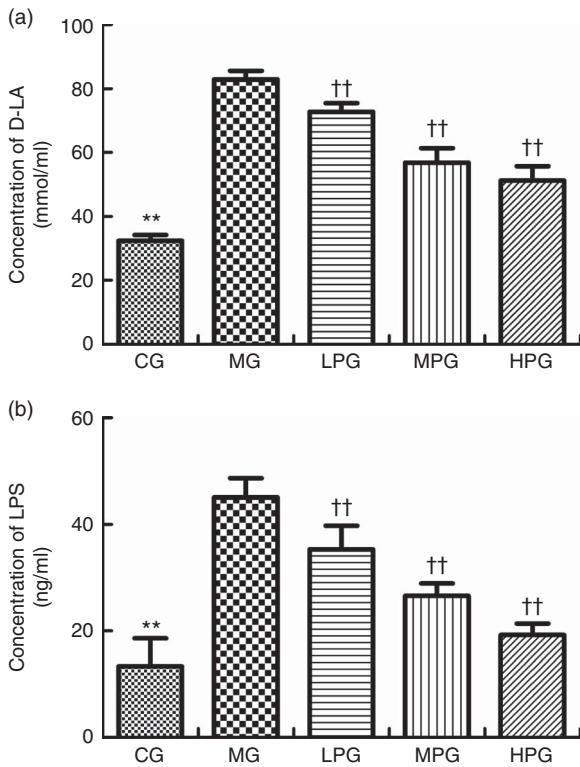 (a)
Concentration of D-LA
(mmol/ml)
100
80
60
40
20
0
**
††
††
††
CG MG LPG MPG HPG
(b)
Concentration of LPS
(ng/ml)
60
40
20
0
**
††
††
††
CG MG LPG MPG HPG